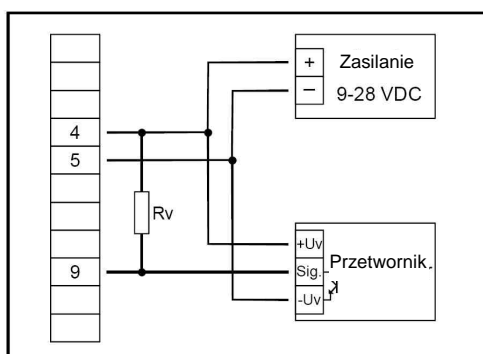 + Zasilanie
− 9-28 VDC
4
5
Rv
+Uv
9 Sig. Przetwornik
-Uv